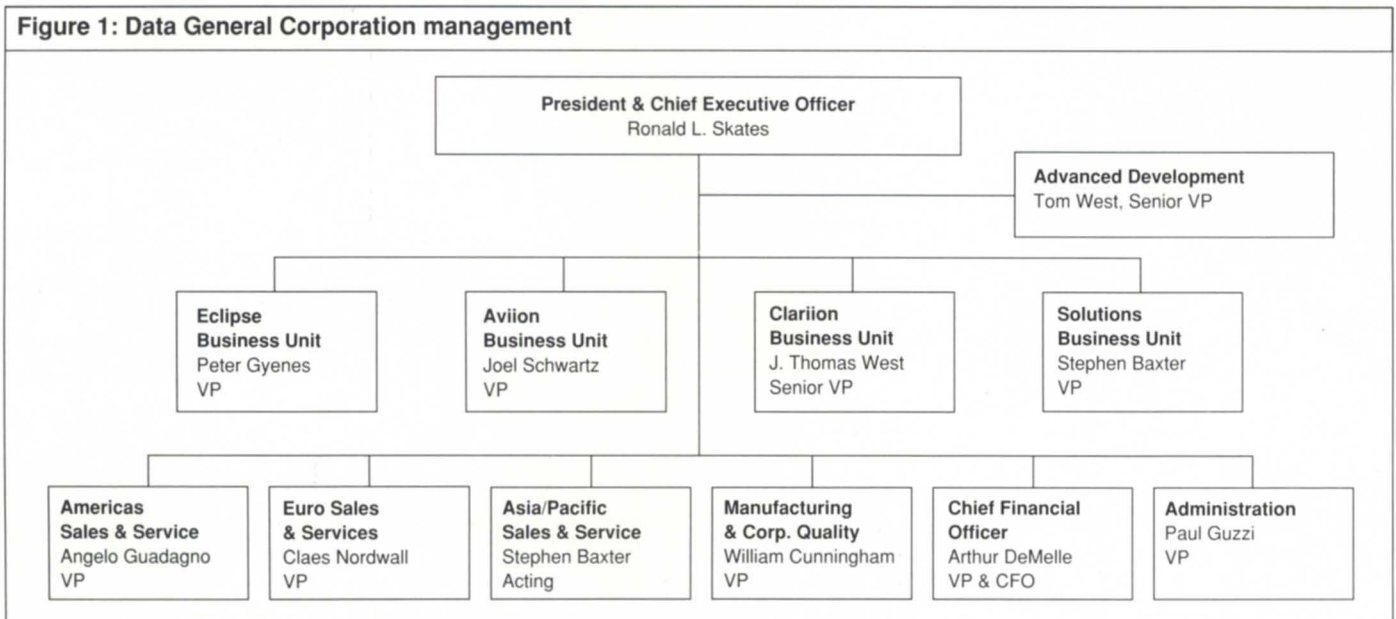 Figure 1: Data General Corporation management
President & Chief Executive Officer
Ronald L. Skates
Advanced Development
Tom West, Senior VP
Eclipse
Business Unit
Peter Gyenes
VP
Aviion
Business Unit
Joel Schwartz
VP
Clariion
Business Unit
J. Thomas West
Senior VP
Solutions
Business Unit
Stephen Baxter
VP
Americas
Sales & Service
Angelo Guadagno
VP
Euro Sales
& Services
Claes Nordwall
VP
Asia/Pacific
Sales & Service
Stephen Baxter
Acting
Manufacturing
& Corp. Quality
William Cunningham
VP
Chief Financial
Officer
Arthur DeMelle
VP & CFO
Administration
Paul Guzzi
VP